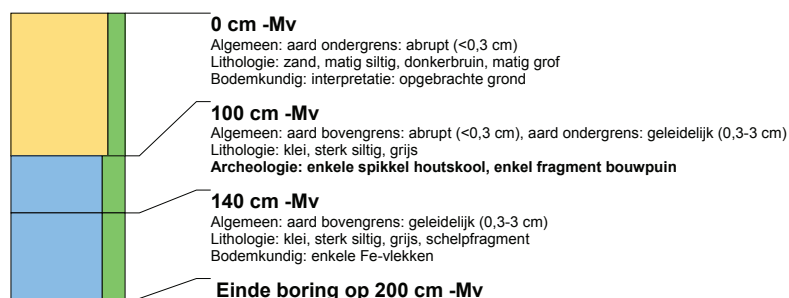 0 cm -Mv
Algemeen: aard ondergrens: abrupt (<0,3 cm)
Lithologie: zand, matig siltig, donkerbruin, matig grof
Bodemkundig: interpretatie: opgebrachte grond
100 cm -Mv
Algemeen: aard bovengrens: abrupt (<0,3 cm), aard ondergrens: geleidelijk (0,3-3 cm)
Lithologie: klei, sterk siltig, grijs
Archeologie: enkele spikkel houtskool, enkel fragment bouwpuin
140 cm -Mv
Algemeen: aard bovengrens: geleidelijk (0,3-3 cm)
Lithologie: klei, sterk siltig, grijs, schelpfragment
Bodemkundig: enkele Fe-vlekken
Einde boring op 200 cm -Mv